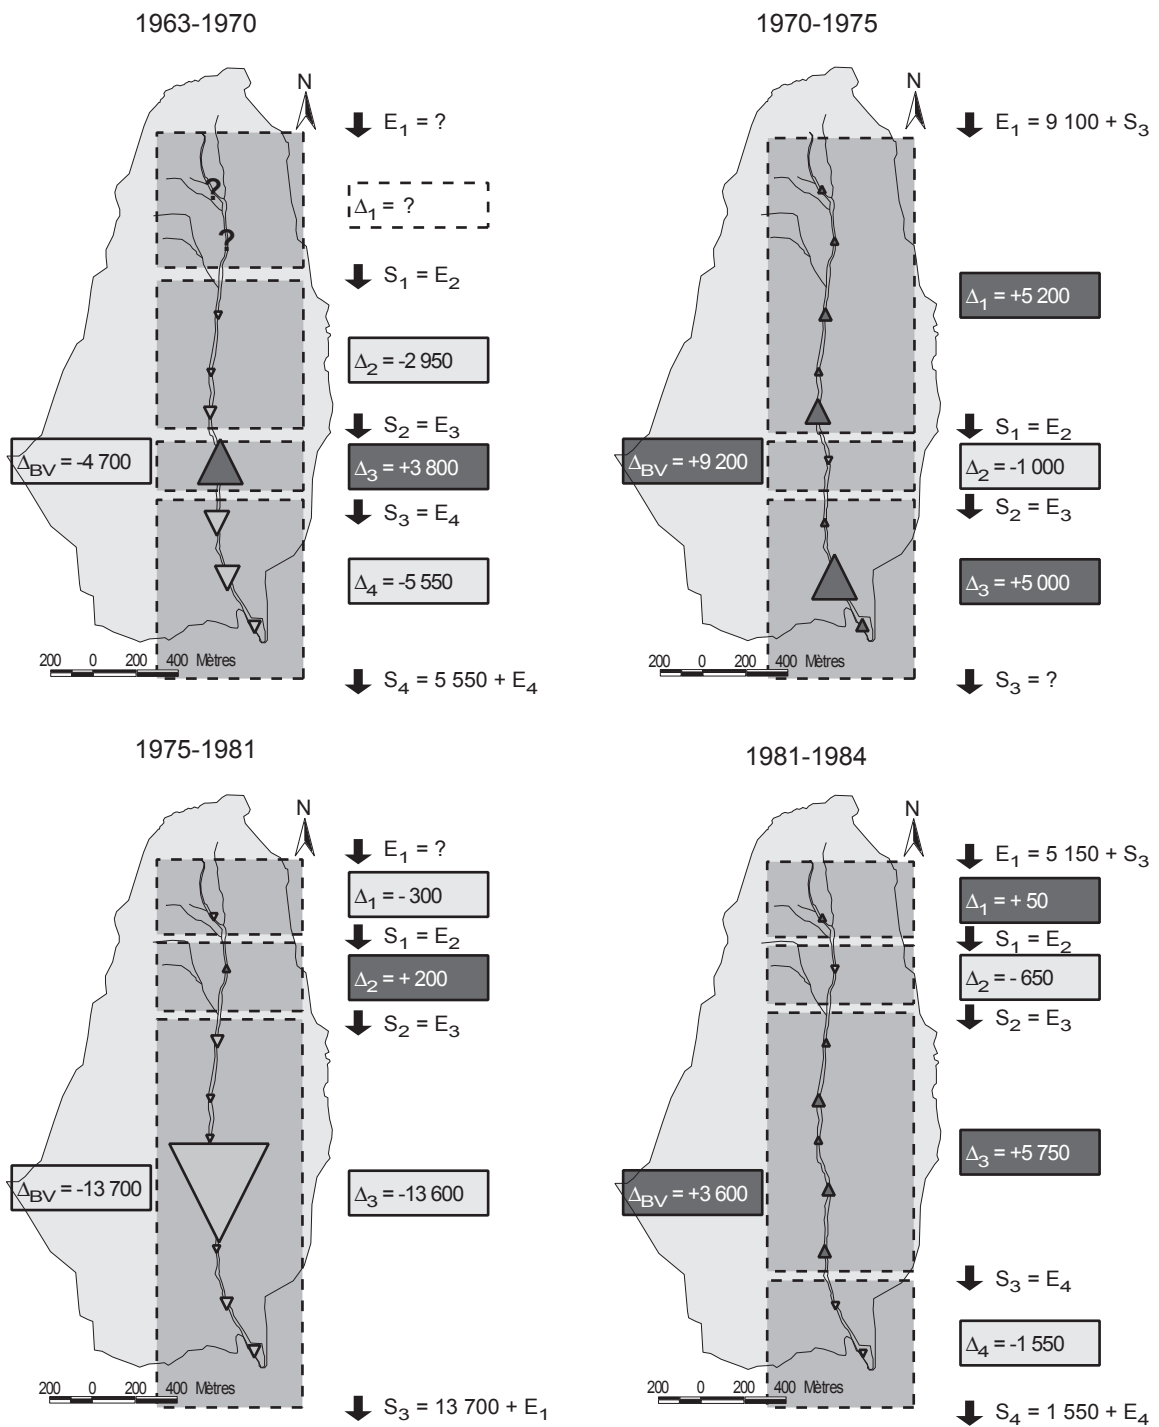 1963-1970
N
E1 = ?
?
?
Δ1 = ?
S1 = E2
Δ2 = -2 950
S2 = E3
ΔBV = -4 700
Δ3 = +3 800
S3 = E4
Δ4 = -5 550
200 0 200 400 Mètres
S4 = 5 550 + E4
1970-1975
N
E1 = 9 100 + S3
Δ1 = +5 200
S1 = E2
ΔBV = +9 200
Δ2 = -1 000
S2 = E3
Δ3 = +5 000
200 0 200 400 Mètres
S3 = ?
1975-1981
N
E1 = ?
Δ1 = - 300
S1 = E2
Δ2 = + 200
S2 = E3
ΔBV = -13 700
Δ3 = -13 600
200 0 200 400 Mètres
S3 = 13 700 + E1
1981-1984
N
E1 = 5 150 + S3
Δ1 = + 50
S1 = E2
Δ2 = - 650
S2 = E3
Δ3 = +5 750
ΔBV = +3 600
S3 = E4
Δ4 = -1 550
200 0 200 400 Mètres
S4 = 1 550 + E4